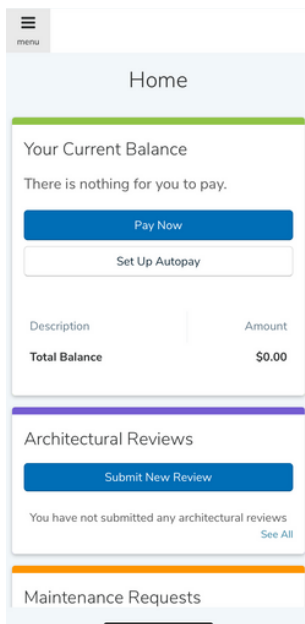 menu
Home
Your Current Balance
There is nothing for you to pay.
Pay Now
Set Up Autopay
Description Amount
Total Balance $0.00
Architectural Reviews
Submit New Review
You have not submitted any architectural reviews
See All
Maintenance Requests